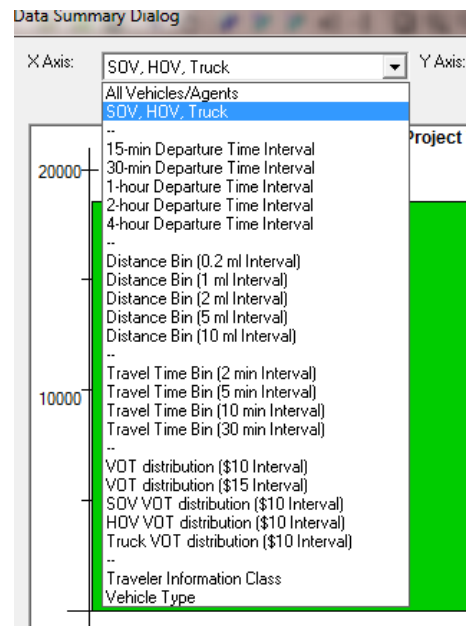 Data Summary Dialog
X Axis:
SOV, HOV, Truck
Y Axis:
All Vehicles/Agents
SOV, HOV, Truck
--
15-min Departure Time Interval
30-min Departure Time Interval
1-hour Departure Time Interval
2-hour Departure Time Interval
4-hour Departure Time Interval
--
Distance Bin (0.2 ml Interval)
Distance Bin (1 ml Interval)
Distance Bin (2 ml Interval)
Distance Bin (5 ml Interval)
Distance Bin (10 ml Interval)
--
Travel Time Bin (2 min Interval)
Travel Time Bin (5 min Interval)
Travel Time Bin (10 min Interval)
Travel Time Bin (30 min Interval)
--
VOT distribution ($10 Interval)
VOT distribution ($15 Interval)
SOV VOT distribution ($10 Interval)
HOV VOT distribution ($10 Interval)
Truck VOT distribution ($10 Interval)
--
Traveler Information Class
Vehicle Type
Project
20000
10000